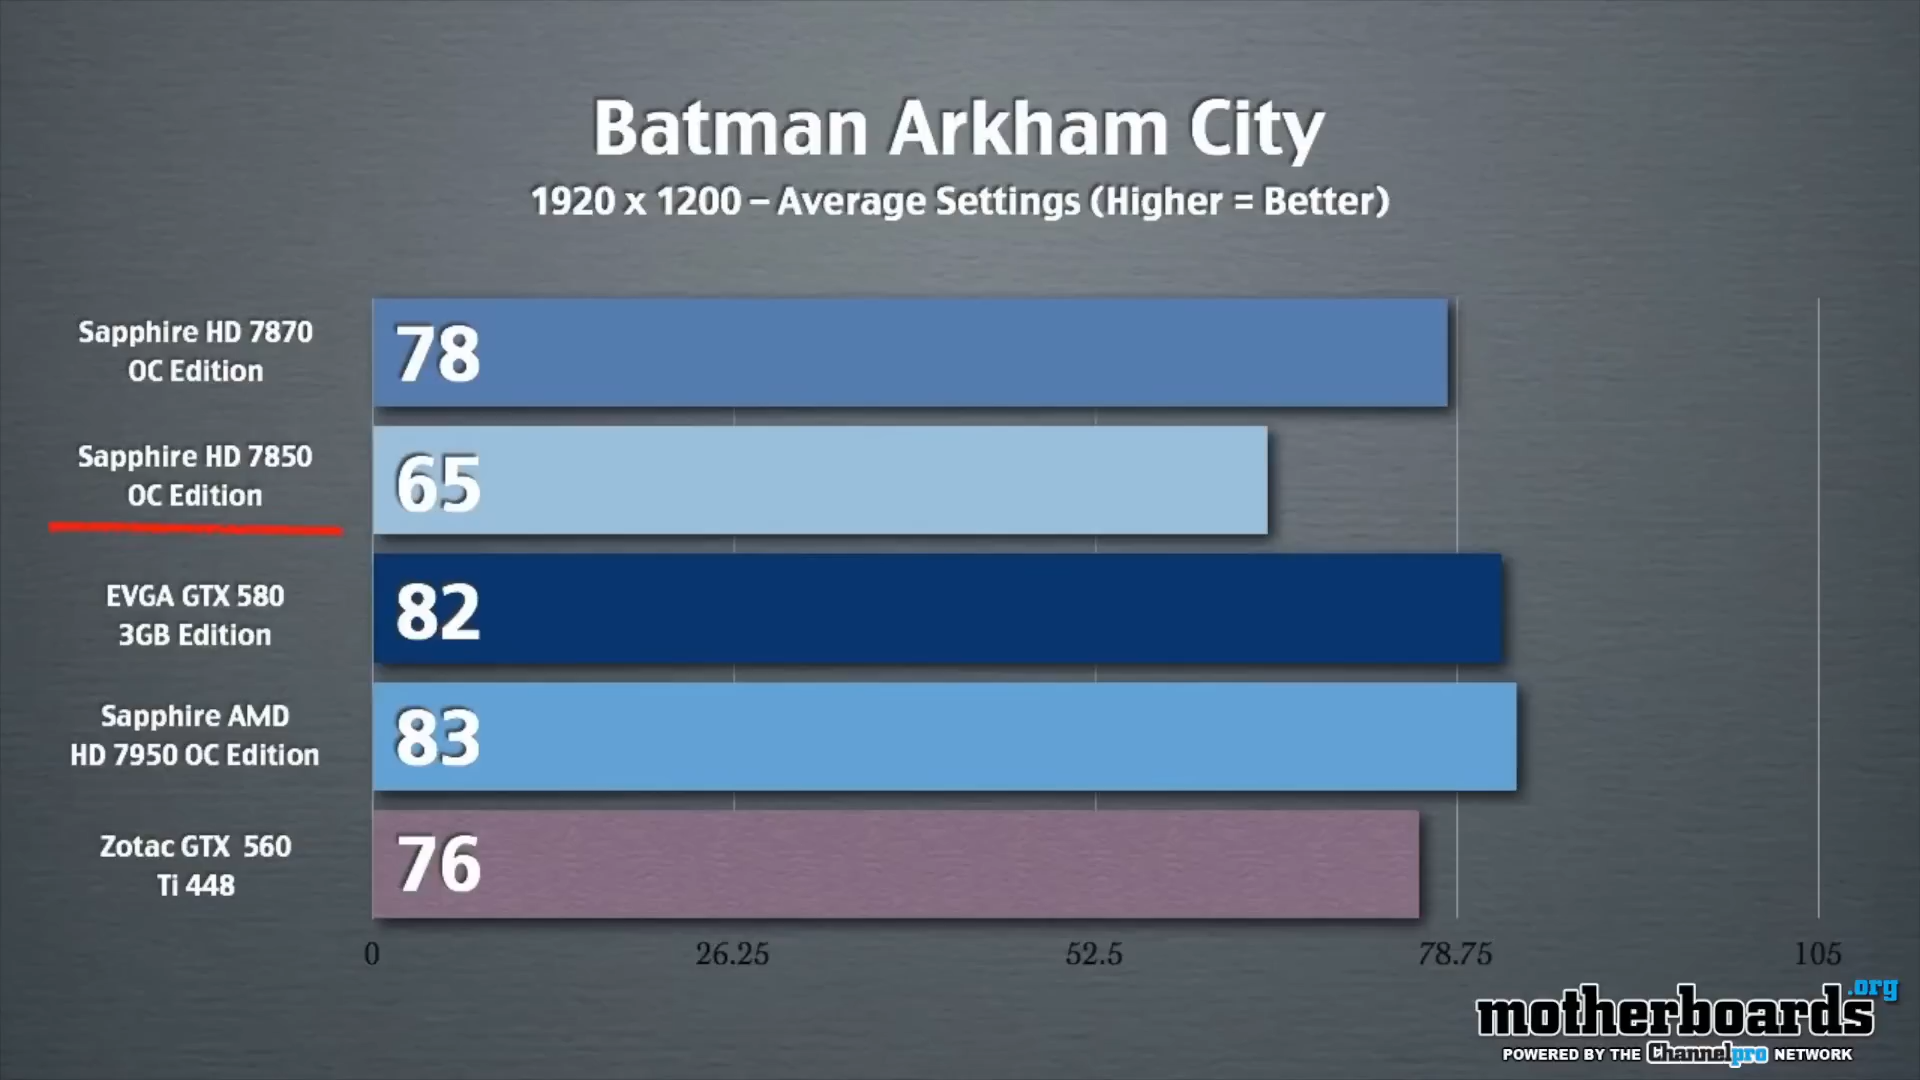 Batman Arkham City
1920 x 1200 – Average Settings (Higher = Better)
Sapphire HD 7870
OC Edition
78
Sapphire HD 7850
OC Edition
65
EVGA GTX 580
3GB Edition
82
Sapphire AMD
HD 7950 OC Edition
83
Zotac GTX 560
Ti 448
76
0 26.25 52.5 78.75 105
motherboards.org
POWERED BY THE Channelpro NETWORK